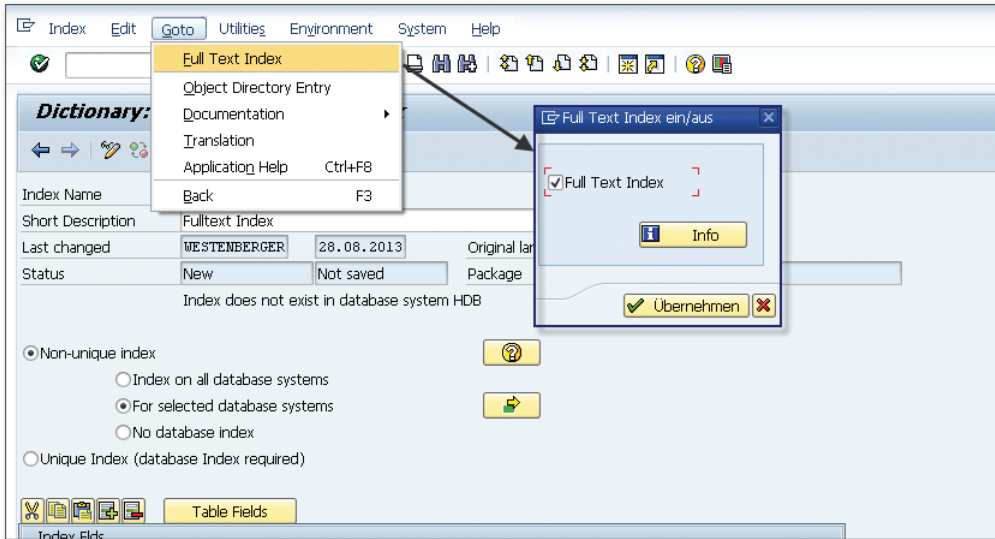 Index Edit Goto Utilities Environment System Help
Full Text Index
Object Directory Entry
Documentation
Translation
Application Help Ctrl+F8
Back F3
Dictionary:
Full Text Index ein/aus
Full Text Index
Info
Übernehmen
Index Name
Short Description Fulltext Index
Last changed WESTENBERGER 28.08.2013 Original lan
Status New Not saved Package
Index does not exist in database system HDB
Non-unique index
Index on all database systems
For selected database systems
No database index
Unique Index (database Index required)
Table Fields
Index Flds